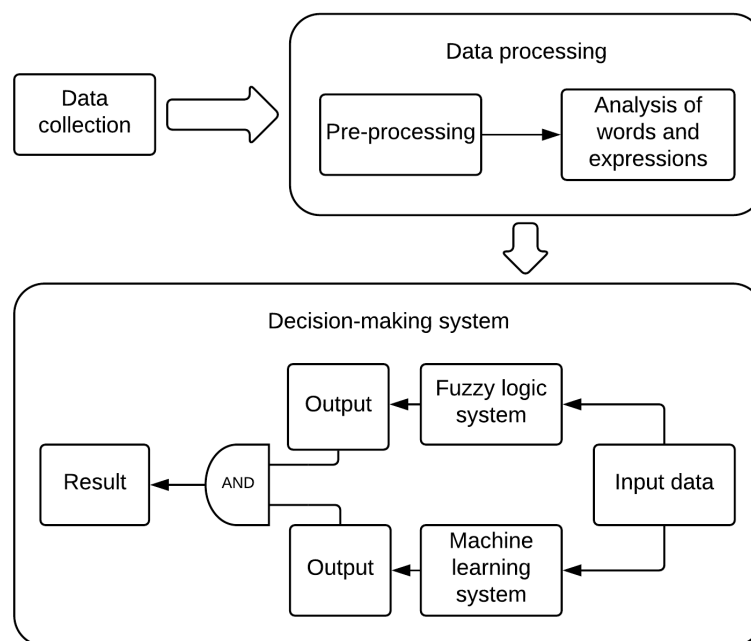 Data processing
Data
collection
Pre-processing
Analysis of
words and
expressions
Decision-making system
Output
Fuzzy logic
system
Result
AND
Input data
Output
Machine
learning
system